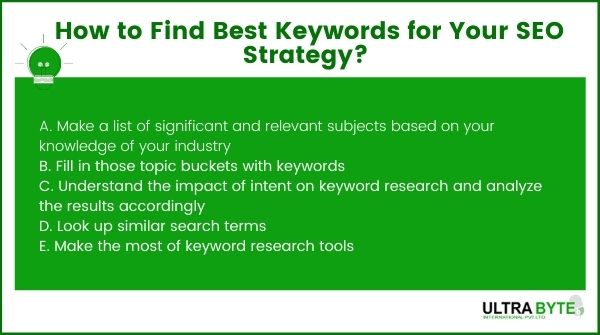 How to Find Best Keywords for Your SEO
Strategy?
A. Make a list of significant and relevant subjects based on your
knowledge of your industry
B. Fill in those topic buckets with keywords
C. Understand the impact of intent on keyword research and analyze
the results accordingly
D. Look up similar search terms
E. Make the most of keyword research tools
ULTRA BYTE
INTERNATIONAL PVT.LTD